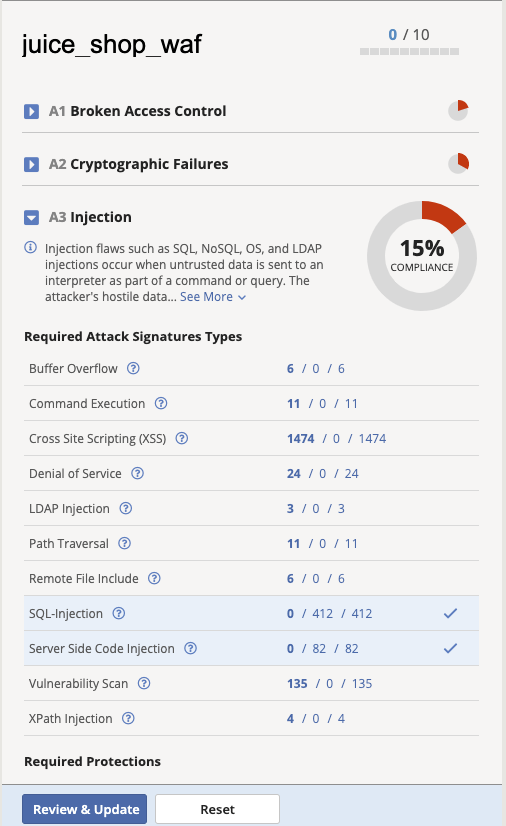 juice_shop_waf
0 / 10
A1 Broken Access Control
A2 Cryptographic Failures
A3 Injection
Injection flaws such as SQL, NoSQL, OS, and LDAP
injections occur when untrusted data is sent to an
interpreter as part of a command or query. The
attacker's hostile data... See More
15%
COMPLIANCE
Required Attack Signatures Types
Buffer Overflow ? 6 / 0 / 6
Command Execution ? 11 / 0 / 11
Cross Site Scripting (XSS) ? 1474 / 0 / 1474
Denial of Service ? 24 / 0 / 24
LDAP Injection ? 3 / 0 / 3
Path Traversal ? 11 / 0 / 11
Remote File Include ? 6 / 0 / 6
SQL-Injection ? 0 / 412 / 412
Server Side Code Injection ? 0 / 82 / 82
Vulnerability Scan ? 135 / 0 / 135
XPath Injection ? 4 / 0 / 4
Required Protections
Review & Update
Reset